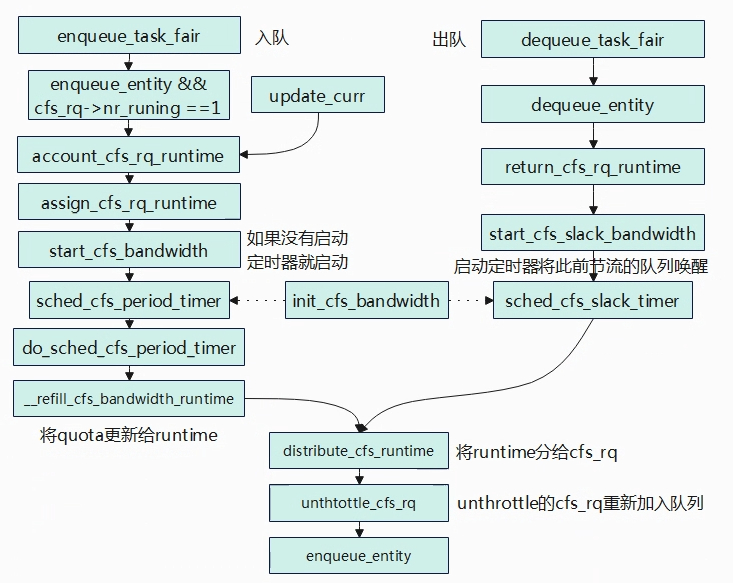 enqueue_task_fair
入队
enqueue_entity &&
cfs_rq->nr_runing ==1
update_curr
account_cfs_rq_runtime
assign_cfs_rq_runtime
start_cfs_bandwidth
如果没有启动
定时器就启动
sched_cfs_period_timer
init_cfs_bandwidth
do_sched_cfs_period_timer
__refill_cfs_bandwidth_runtime
将quota更新给runtime
出队
dequeue_task_fair
dequeue_entity
return_cfs_rq_runtime
start_cfs_slack_bandwidth
启动定时器将此前节流的队列唤醒
sched_cfs_slack_timer
distribute_cfs_runtime
将runtime分给cfs_rq
unthtottle_cfs_rq
unthrottle的cfs_rq重新加入队列
enqueue_entity